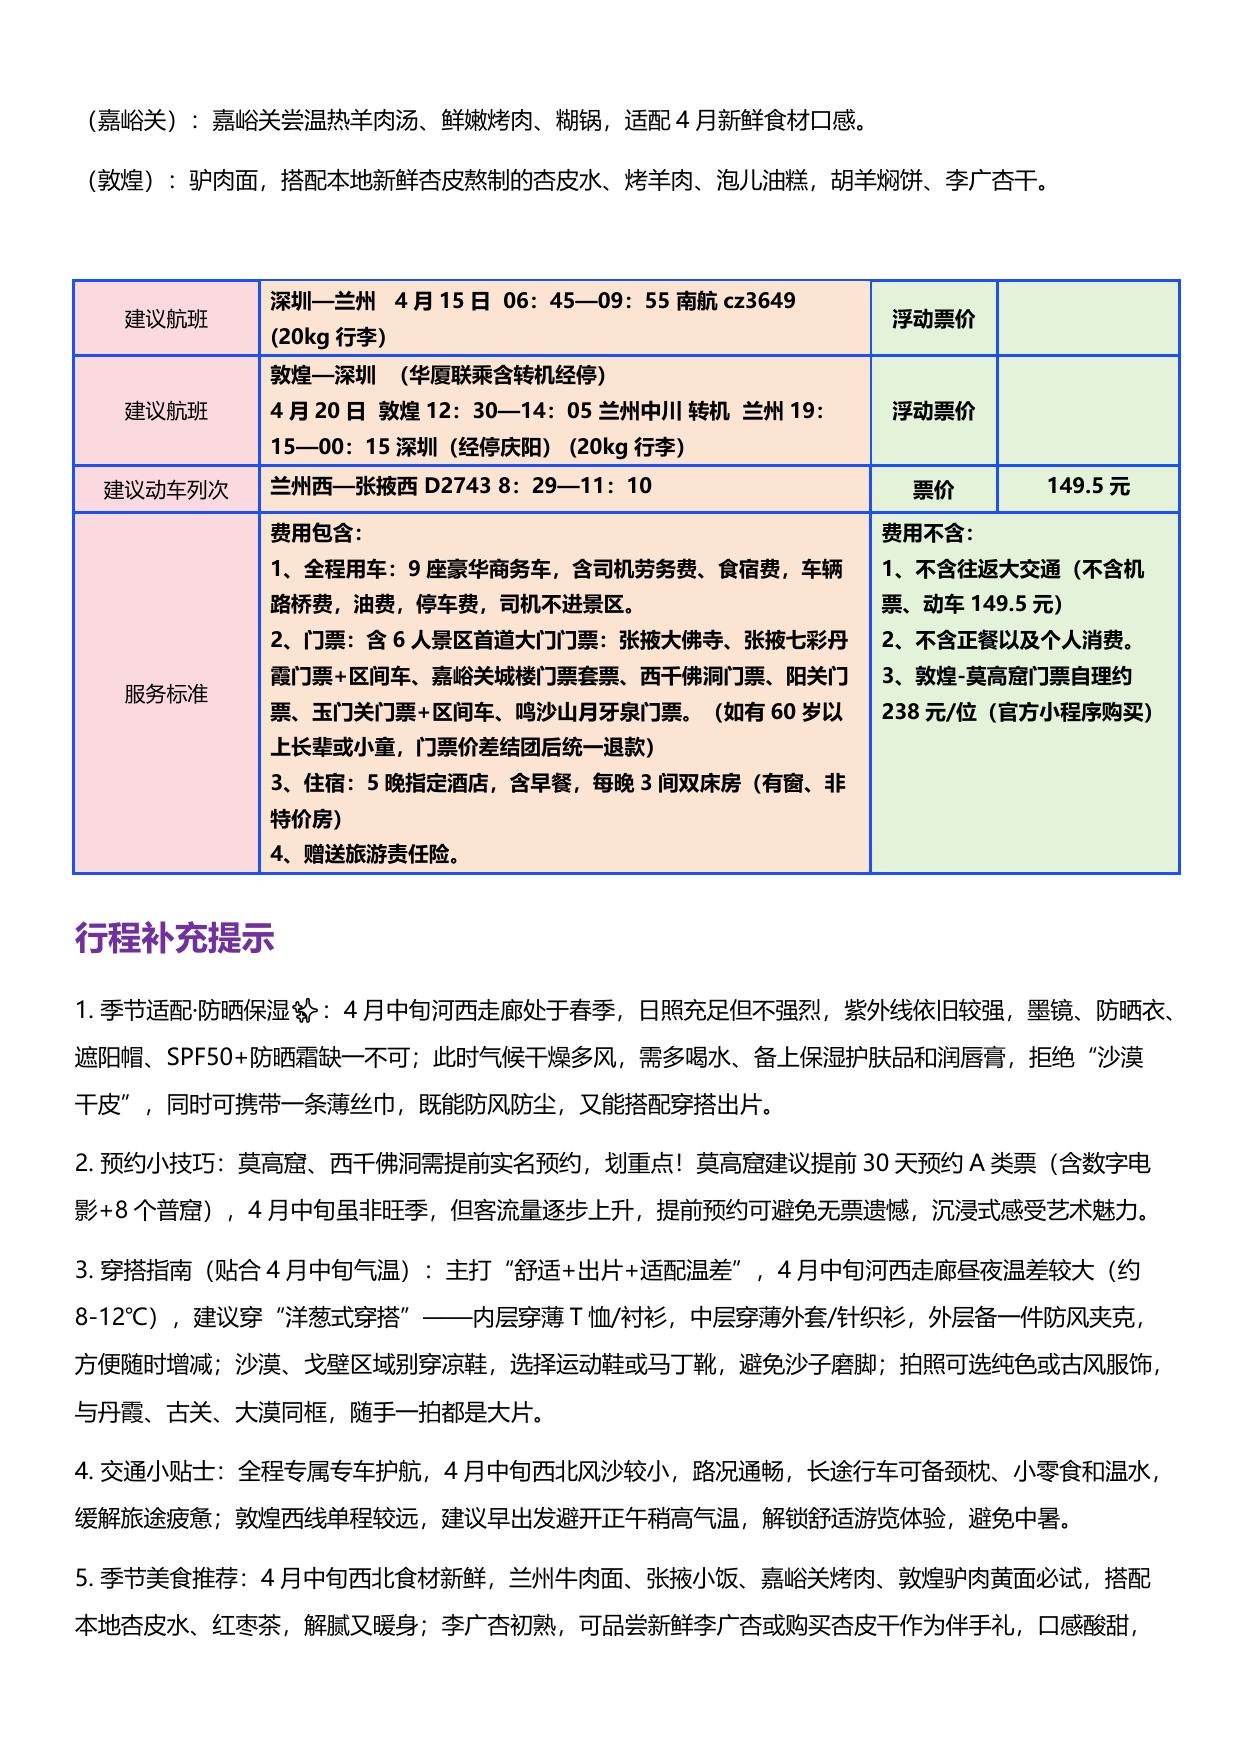 （嘉峪关）：嘉峪关尝温热羊肉汤、鲜嫩烤肉、糊锅，适配 4 月新鲜食材口感。
（敦煌）：驴肉面，搭配本地新鲜杏皮熬制的杏皮水、烤羊肉、泡儿油糕，胡羊焖饼、李广杏干。
建议航班
深圳—兰州 4 月 15 日 06：45—09：55 南航 cz3649
(20kg 行李）
浮动票价
建议航班
敦煌—深圳 （华厦联乘含转机经停）
4 月 20 日 敦煌 12：30—14：05 兰州中川 转机 兰州 19：
15—00：15 深圳（经停庆阳） (20kg 行李）
浮动票价
建议动车列次
兰州西—张掖西 D2743 8：29—11：10
票价
149.5 元
服务标准
费用包含：
1、全程用车：9 座豪华商务车，含司机劳务费、食宿费，车辆
路桥费，油费，停车费，司机不进景区。
2、门票：含 6 人景区首道大门门票：张掖大佛寺、张掖七彩丹
霞门票+区间车、嘉峪关城楼门票套票、西千佛洞门票、阳关门
票、玉门关门票+区间车、鸣沙山月牙泉门票。（如有 60 岁以
上长辈或小童，门票价差结团后统一退款）
3、住宿：5 晚指定酒店，含早餐，每晚 3 间双床房（有窗、非
特价房）
4、赠送旅游责任险。
费用不含：
1、不含往返大交通（不含机
票、动车 149.5 元）
2、不含正餐以及个人消费。
3、敦煌-莫高窟门票自理约
238 元/位（官方小程序购买）
行程补充提示
1. 季节适配·防晒保湿：4 月中旬河西走廊处于春季，日照充足但不强烈，紫外线依旧较强，墨镜、防晒衣、
遮阳帽、SPF50+防晒霜缺一不可；此时气候干燥多风，需多喝水、备上保湿护肤品和润唇膏，拒绝“沙漠
干皮”，同时可携带一条薄丝巾，既能防风防尘，又能搭配穿搭出片。
2. 预约小技巧：莫高窟、西千佛洞需提前实名预约，划重点！莫高窟建议提前 30 天预约 A 类票（含数字电
影+8 个普窟），4 月中旬虽非旺季，但客流量逐步上升，提前预约可避免无票遗憾，沉浸式感受艺术魅力。
3. 穿搭指南（贴合 4 月中旬气温）：主打“舒适+出片+适配温差”，4 月中旬河西走廊昼夜温差较大（约
8-12℃），建议穿“洋葱式穿搭”——内层穿薄 T 恤/衬衫，中层穿薄外套/针织衫，外层备一件防风夹克，
方便随时增减；沙漠、戈壁区域别穿凉鞋，选择运动鞋或马丁靴，避免沙子磨脚；拍照可选纯色或古风服饰，
与丹霞、古关、大漠同框，随手一拍都是大片。
4. 交通小贴士：全程专属专车护航，4 月中旬西北风沙较小，路况通畅，长途行车可备颈枕、小零食和温水，
缓解旅途疲惫；敦煌西线单程较远，建议早出发避开正午稍高气温，解锁舒适游览体验，避免中暑。
5. 季节美食推荐：4 月中旬西北食材新鲜，兰州牛肉面、张掖小饭、嘉峪关烤肉、敦煌驴肉黄面必试，搭配
本地杏皮水、红枣茶，解腻又暖身；李广杏初熟，可品尝新鲜李广杏或购买杏皮干作为伴手礼，口感酸甜，